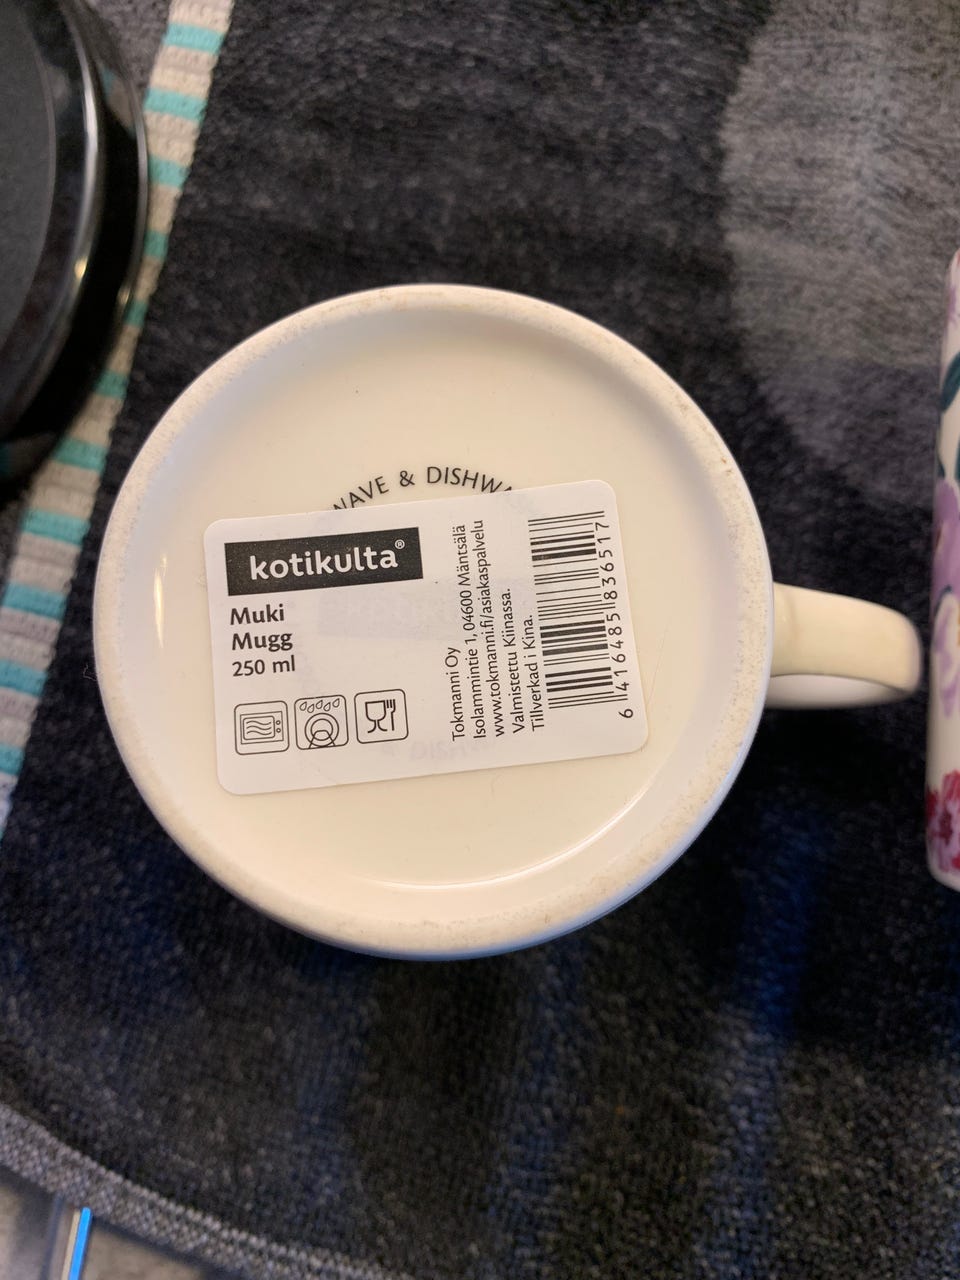 & DISHWA
kotikulta®
Muki
Mugg
250 ml
Tokmanni Oy
Isolammintie 1, 04600 Mäntsälä
www.tokmanni.fi/asiakaspalvelu
Valmistettu Kiinassa.
Tillverkad i Kina.
6 416485 836517